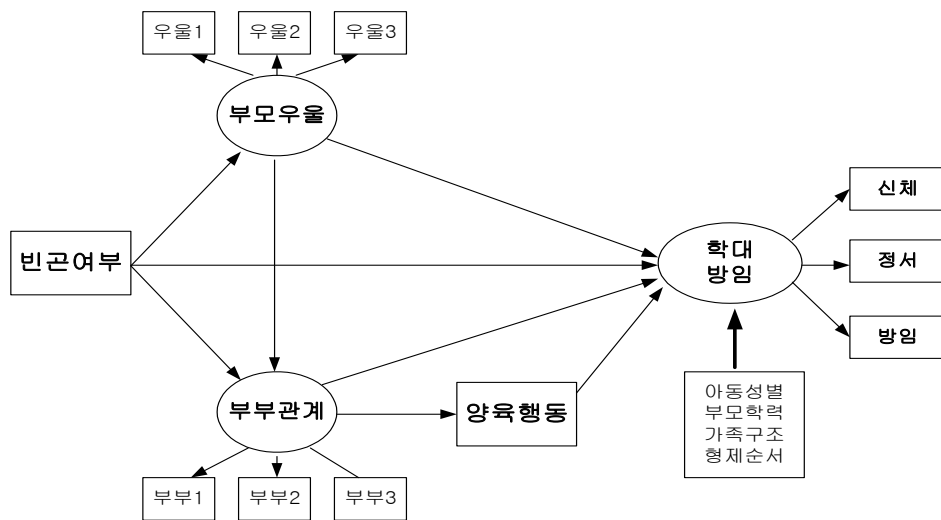 우울1
우울2
우울3
부모우울
빈곤여부
학대
방임
신체
정서
방임
부부관계
양육행동
아동성별
부모학력
가족구조
형제순서
부부1
부부2
부부3